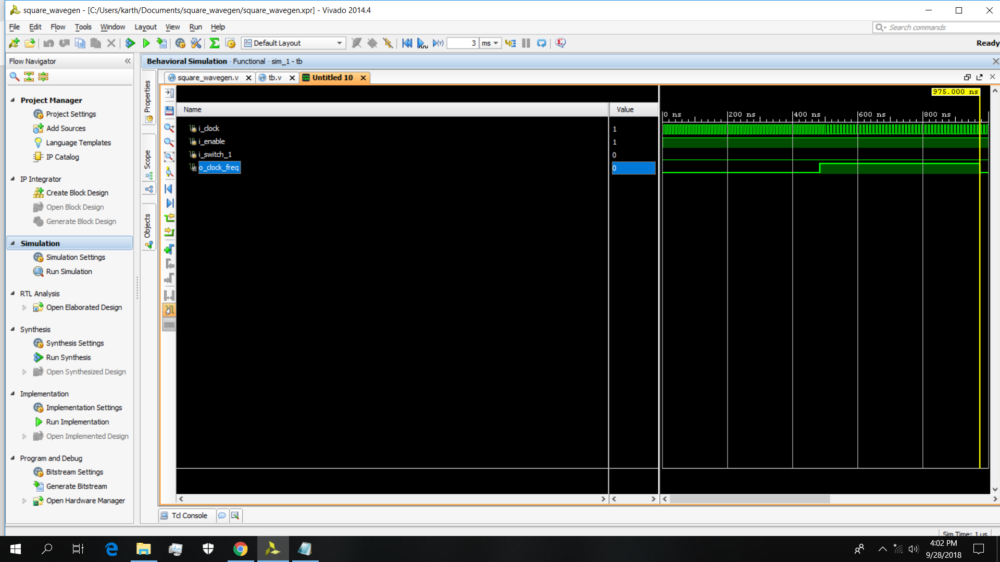 square_wavegen - [C:/Users/karth/Documents/square_wavegen/square_wavegen.xpr] - Vivado 2014.4
File Edit Flow Tools Window Layout View Run Help
Search commands
Default Layout
3 ms
Ready
Flow Navigator
Project Manager
Project Settings
Add Sources
Language Templates
IP Catalog
IP Integrator
Create Block Design
Open Block Design
Generate Block Design
Simulation
Simulation Settings
Run Simulation
RTL Analysis
Open Elaborated Design
Synthesis
Synthesis Settings
Run Synthesis
Open Synthesized Design
Implementation
Implementation Settings
Run Implementation
Open Implemented Design
Program and Debug
Bitstream Settings
Generate Bitstream
Open Hardware Manager
Behavioral Simulation - Functional - sim_1 - tb
Properties
Scope
Objects
square_wavegen.v tb.v Untitled 10
Name Value
i_clock 1
i_enable 1
i_switch_1 0
o_clock_freq 0
975.000 ns
0 ns 200 ns 400 ns 600 ns 800 ns
Tcl Console
Sim Time: 1 us
4:02 PM
9/28/2018